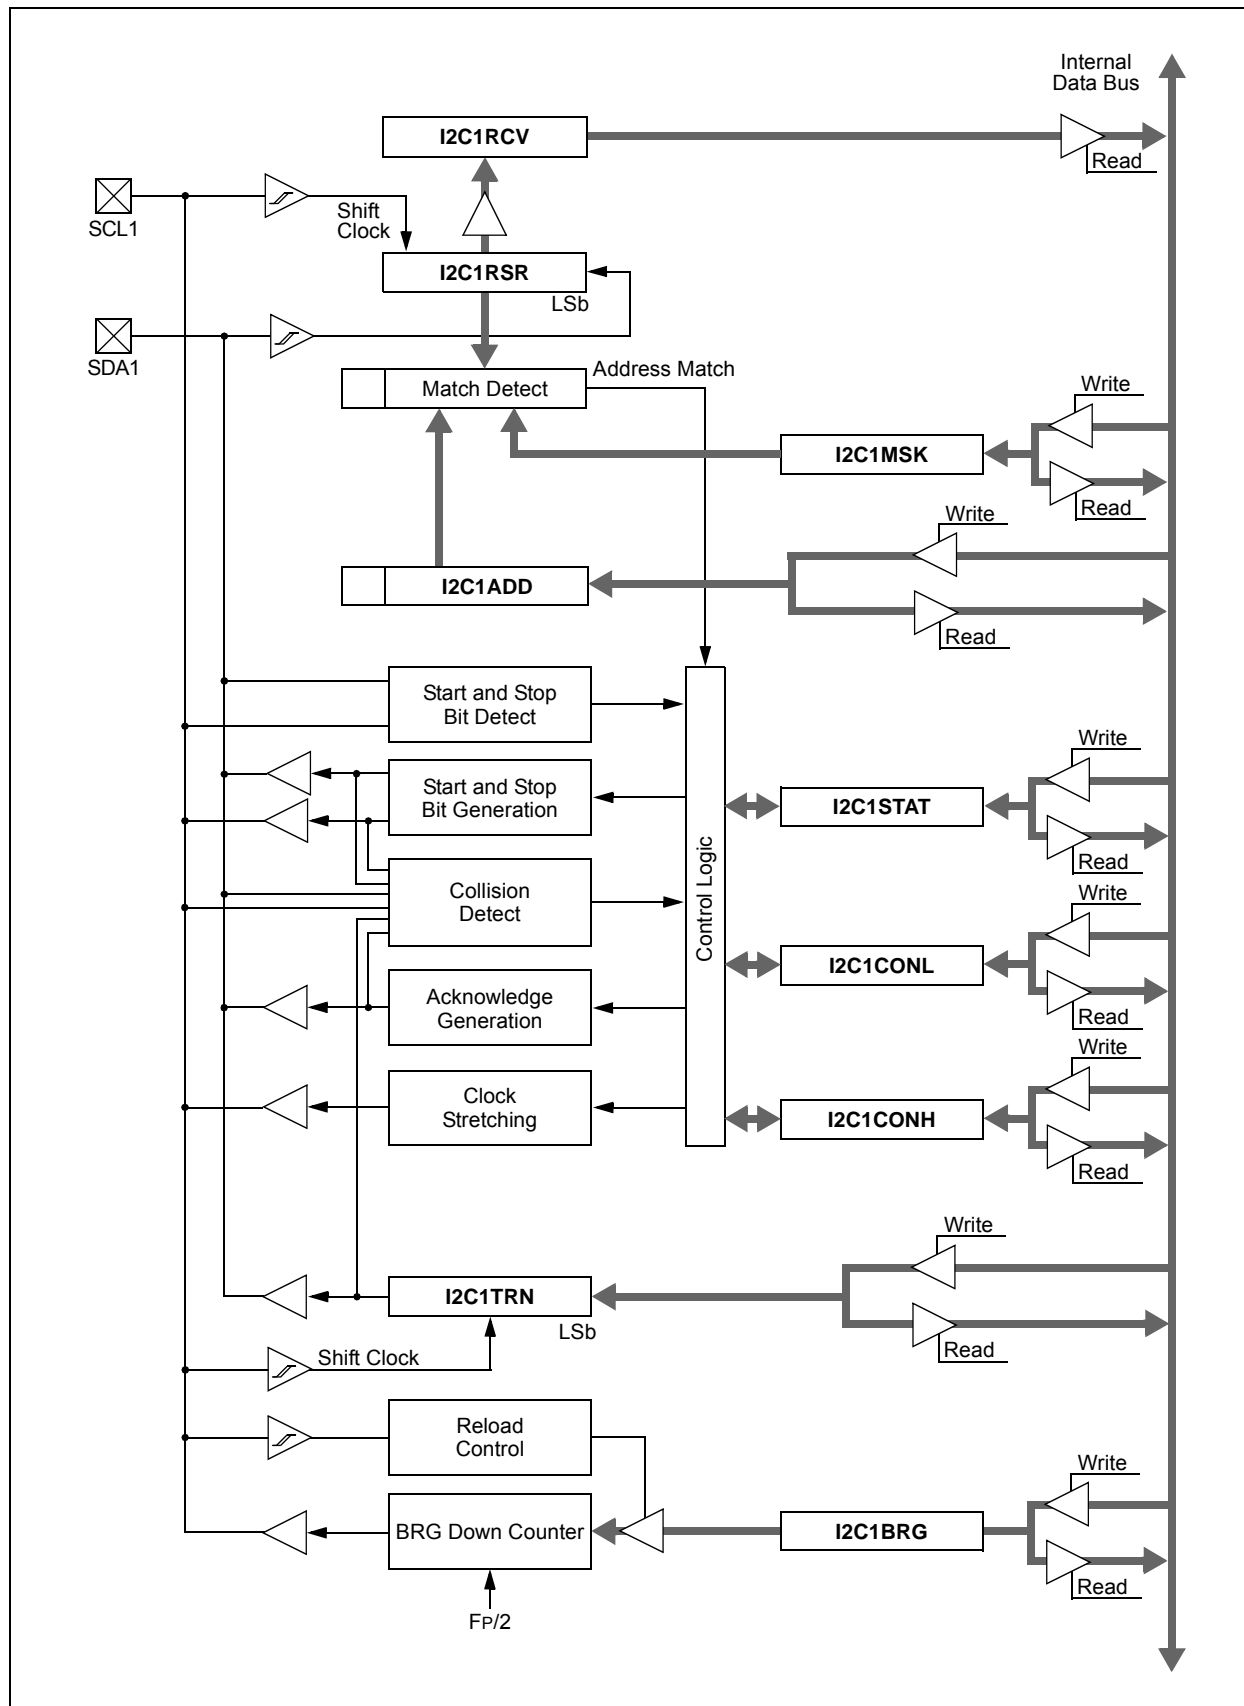 Internal
Data Bus
I2C1RCV
Read
SCL1
Shift
Clock
I2C1RSR
LSb
SDA1
Address Match
Match Detect
Write
I2C1MSK
Read
Write
I2C1ADD
Read
Start and Stop
Bit Detect
Write
Start and Stop
Bit Generation
I2C1STAT
Read
Control Logic
Collision
Detect
Write
I2C1CONL
Acknowledge
Generation
Read
Write
Clock
Stretching
I2C1CONH
Read
Write
I2C1TRN
LSb
Read
Shift Clock
Reload
Control
Write
BRG Down Counter
I2C1BRG
Read
FP/2